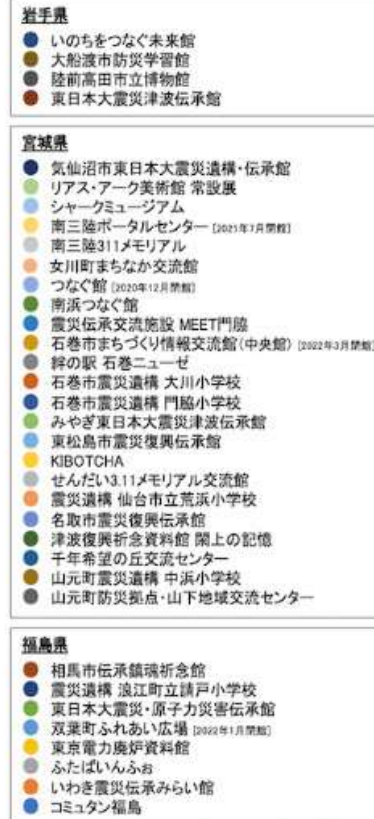 岩手県
いのちをつなぐ未来館
大船渡市防災学習館
陸前高田市立博物館
東日本大震災津波伝承館
宮城県
気仙沼市東日本大震災遺構・伝承館
リアス・アーク美術館 常設展
シャークミュージアム
南三陸ポータルセンター [2021年7月閉館]
南三陸311メモリアル
女川町まちなか交流館
つなぐ館 [2020年12月閉館]
南浜つなぐ館
震災伝承交流施設 MEET門脇
石巻市まちづくり情報交流館(中央館) [2022年3月閉館]
絆の駅 石巻ニューゼ
石巻市震災遺構 大川小学校
石巻市震災遺構 門脇小学校
みやぎ東日本大震災津波伝承館
東松島市震災復興伝承館
KIBOTCHA
せんだい3.11メモリアル交流館
震災遺構 仙台市立荒浜小学校
名取市震災復興伝承館
津波復興祈念資料館 閖上の記憶
千年希望の丘交流センター
山元町震災遺構 中浜小学校
山元町防災拠点・山下地域交流センター
福島県
相馬市伝承鎮魂祈念館
震災遺構 浪江町立請戸小学校
東日本大震災・原子力災害伝承館
双葉町ふれあい広場 [2022年1月閉館]
東京電力廃炉資料館
ふたばいんふぉ
いわき震災伝承みらい館
コミュタン福島